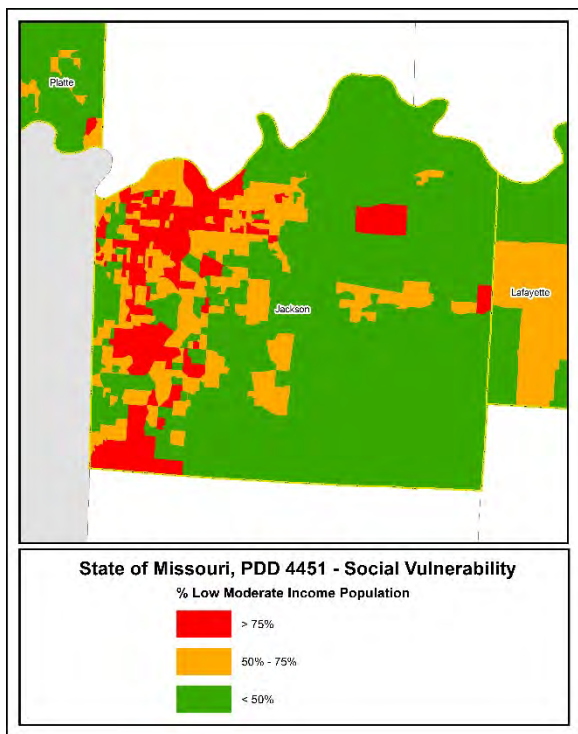 Platte
Jackson
Lafayette
State of Missouri, PDD 4451 - Social Vulnerability
% Low Moderate Income Population
> 75%
50% - 75%
< 50%